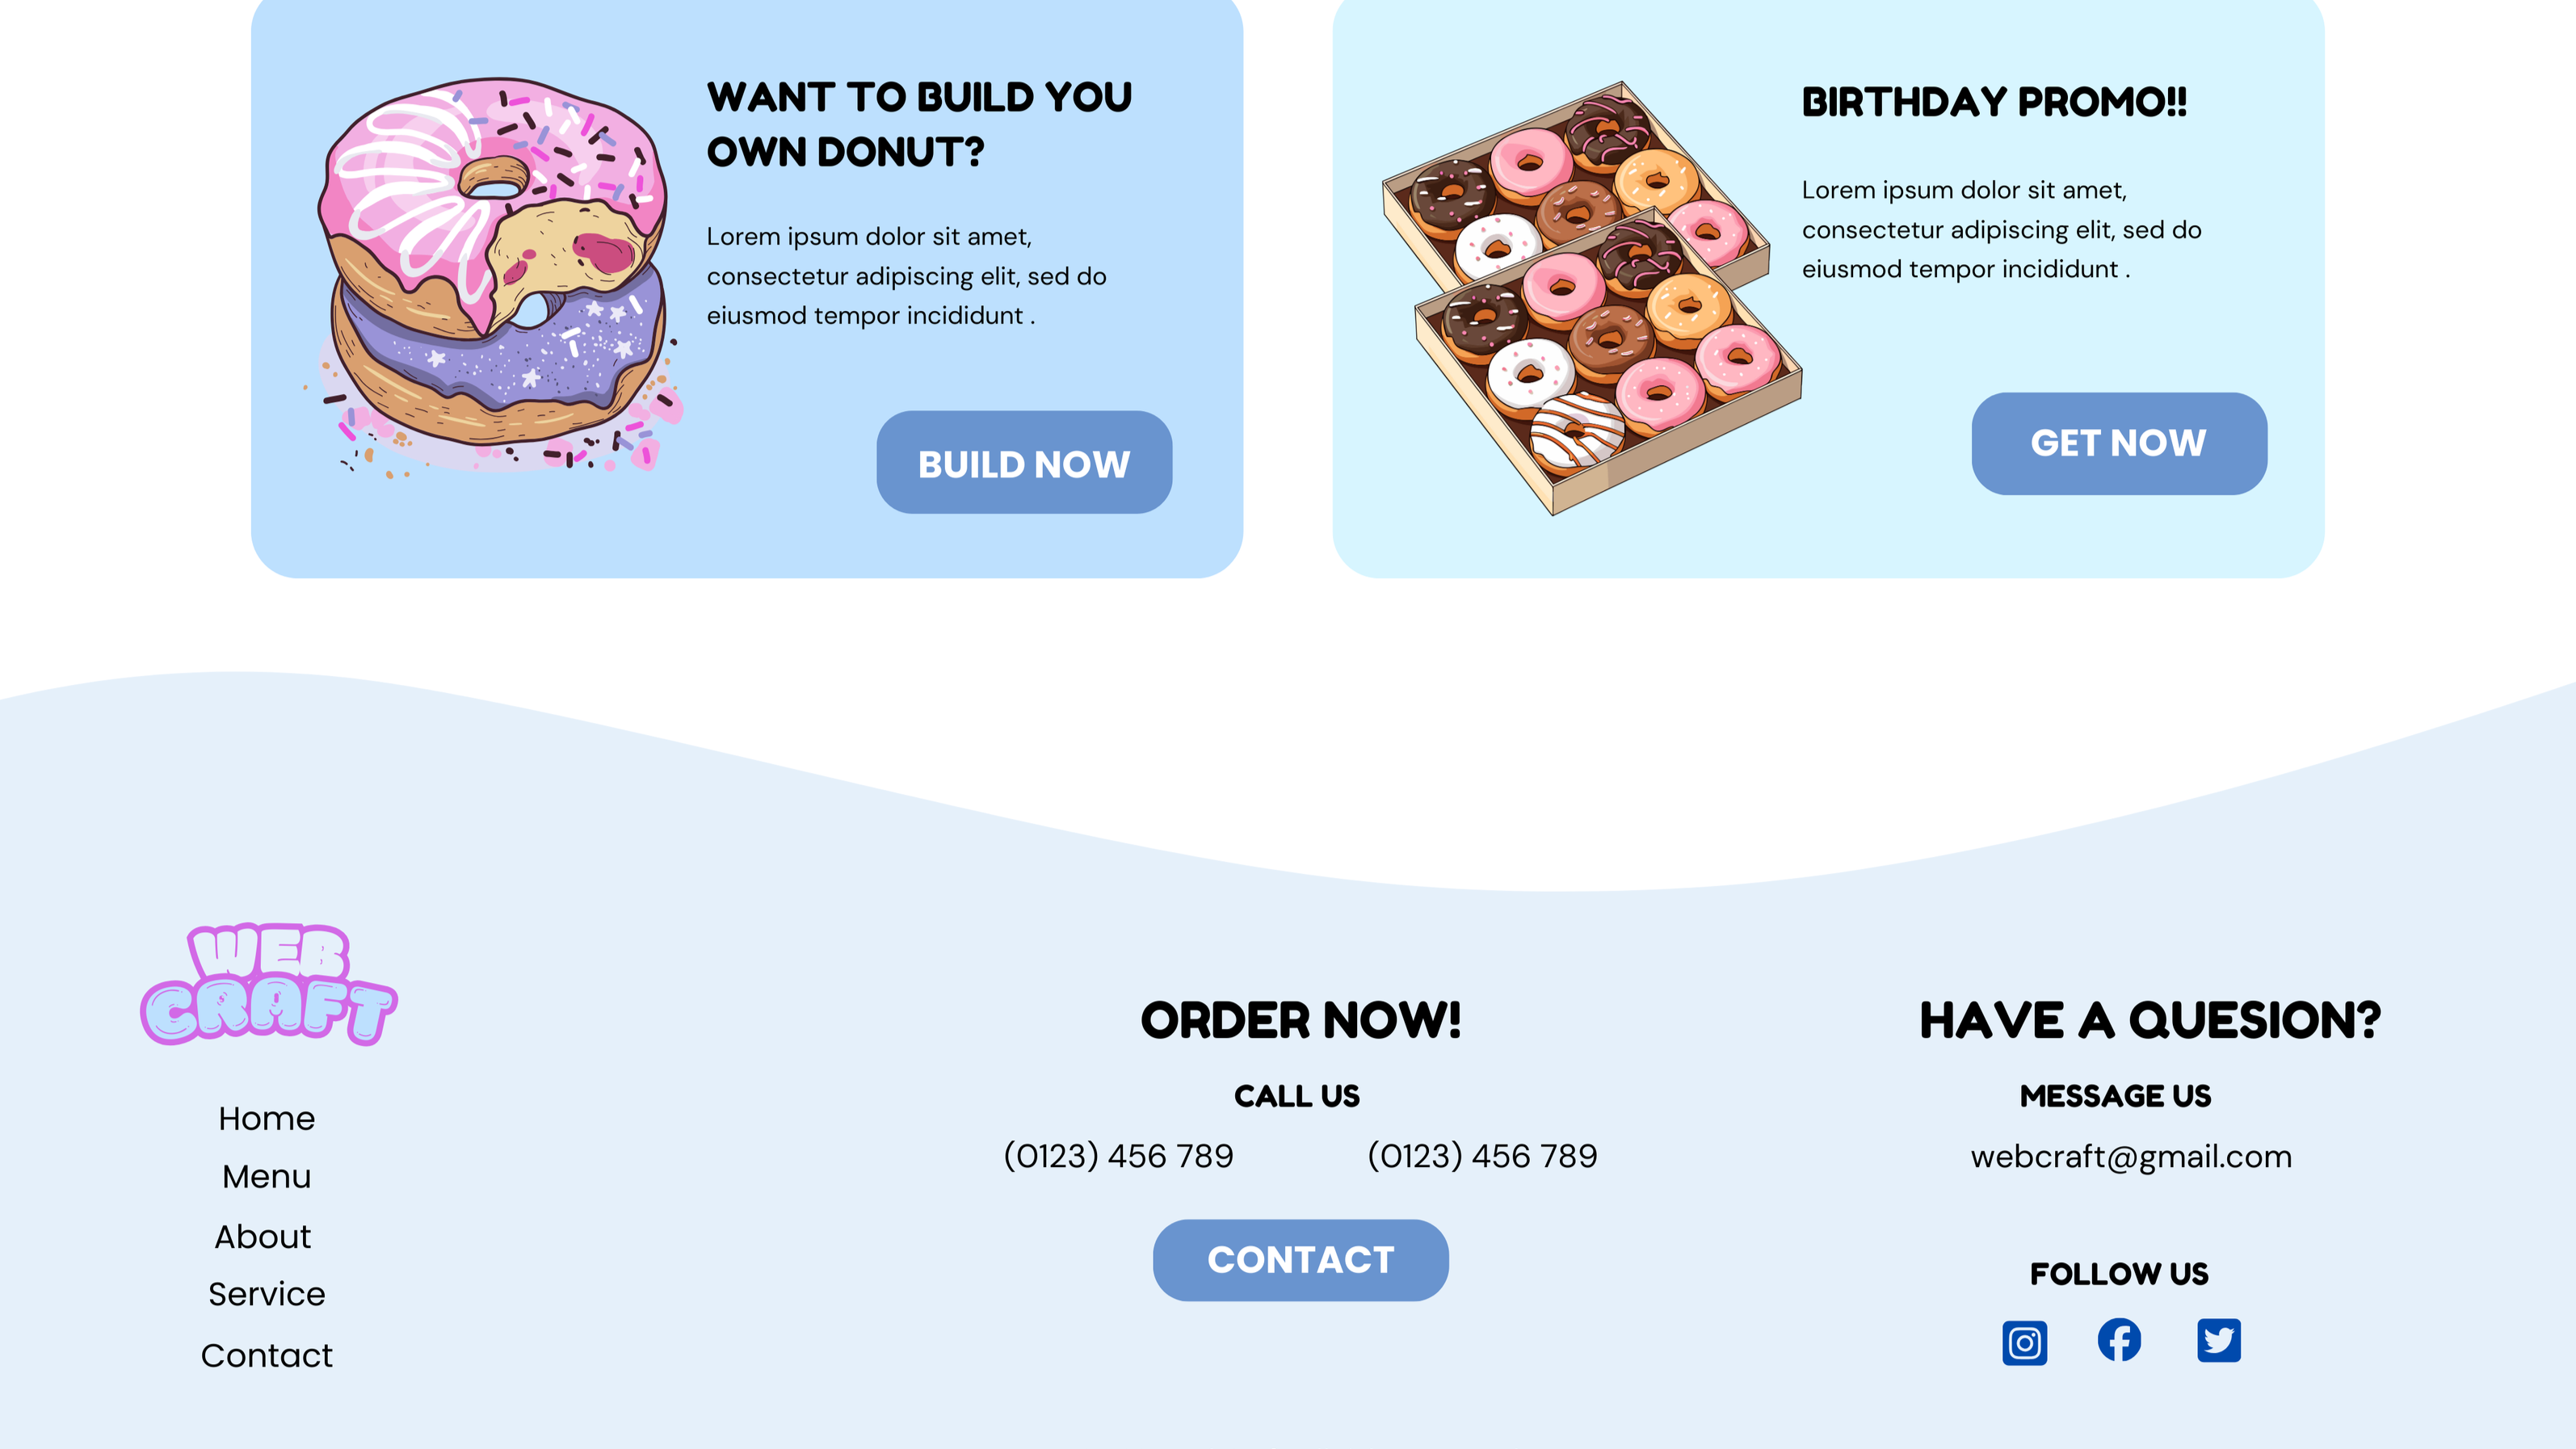 WANT TO BUILD YOU
OWN DONUT?
Lorem ipsum dolor sit amet,
consectetur adipiscing elit, sed do
eiusmod tempor incididunt .
BUILD NOW
BIRTHDAY PROMO!!
Lorem ipsum dolor sit amet,
consectetur adipiscing elit, sed do
eiusmod tempor incididunt .
GET NOW
WEB
CRAFT
Home
Menu
About
Service
Contact
ORDER NOW!
CALL US
(0123) 456 789 (0123) 456 789
CONTACT
HAVE A QUESION?
MESSAGE US
webcraft@gmail.com
FOLLOW US